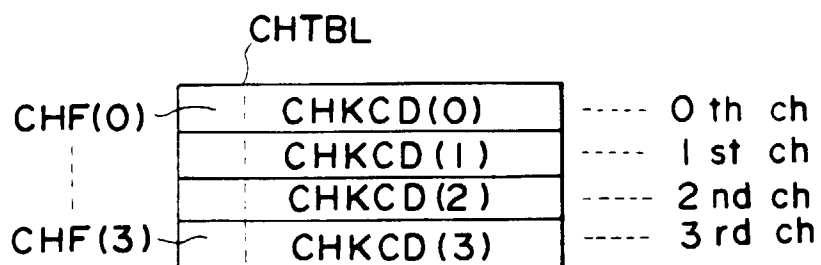 CHTBL
CHF(0) CHKCD(0) 0 th ch
CHKCD(1) 1 st ch
CHKCD(2) 2 nd ch
CHF(3) CHKCD(3) 3 rd ch